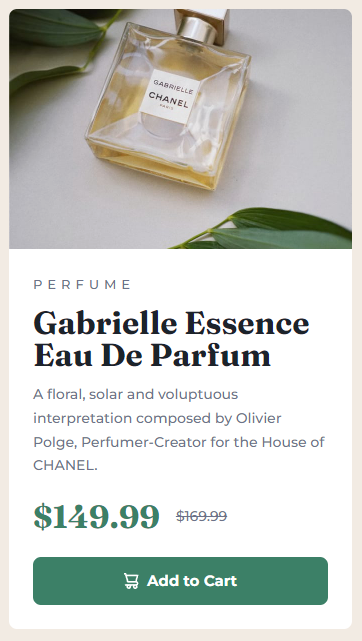 GABRIELLE
CHANEL
PARIS
PERFUME
Gabrielle Essence
Eau De Parfum
A floral, solar and voluptuous
interpretation composed by Olivier
Polge, Perfumer-Creator for the House of
CHANEL.
$149.99 $169.99
Add to Cart